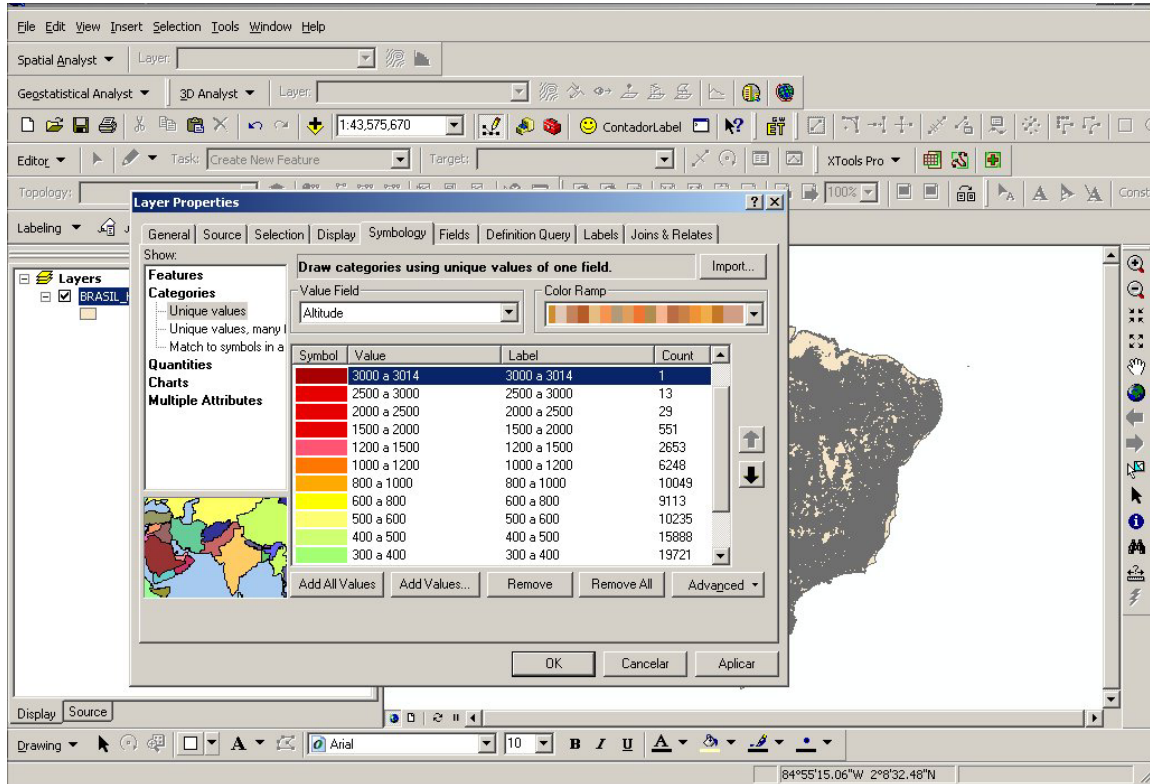 File Edit View Insert Selection Tools Window Help
Spatial Analyst Layer:
Geostatistical Analyst 3D Analyst Layer:
1:43,575,670 ContadorLabel
Editor Task: Create New Feature Target: XTools Pro
Topology: 100% Const
Labeling
Layer Properties
General Source Selection Display Symbology Fields Definition Query Labels Joins & Relates
Layers
BRASIL_
Show:
Features
Categories
Unique values
Unique values, many
Match to symbols in a
Quantities
Charts
Multiple Attributes
Draw categories using unique values of one field. Import...
Value Field Color Ramp
Altitude
Symbol Value Label Count
3000 a 3014 3000 a 3014 1
2500 a 3000 2500 a 3000 13
2000 a 2500 2000 a 2500 29
1500 a 2000 1500 a 2000 551
1200 a 1500 1200 a 1500 2653
1000 a 1200 1000 a 1200 6248
800 a 1000 800 a 1000 10049
600 a 800 600 a 800 9113
500 a 600 500 a 600 10235
400 a 500 400 a 500 15888
300 a 400 300 a 400 19721
Add All Values Add Values... Remove Remove All Advanced
OK Cancelar Aplicar
Display Source
Drawing A Arial 10 B I U A
84°55'15.06"W 2°8'32.48"N